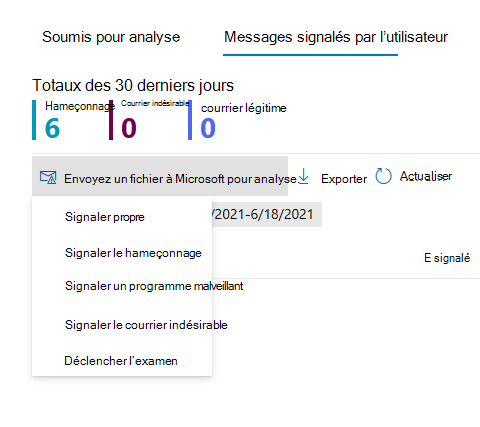 Soumis pour analyse Messages signalés par l'utilisateur
Totaux des 30 derniers jours
Hameçonnage Courrier indésirable courrier légitime
6 0 0
Envoyez un fichier à Microsoft pour analyse Exporter Actualiser
Signaler propre /2021-6/18/2021
Signaler le hameçonnage E signalé
Signaler un programme malveillant
Signaler le courrier indésirable
Déclencher l'examen